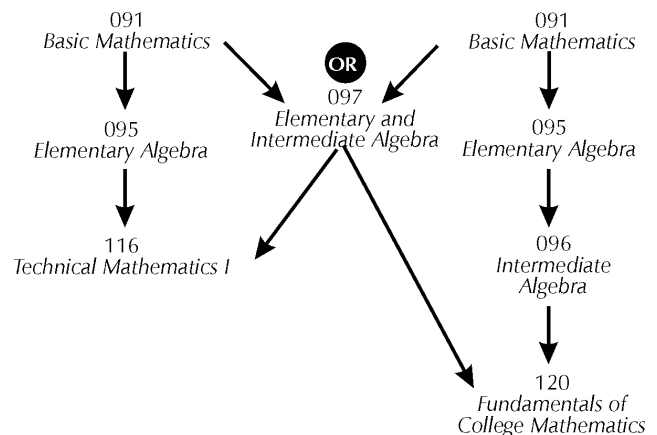 091
Basic Mathematics
091
Basic Mathematics
OR
097
Elementary and
Intermediate Algebra
095
Elementary Algebra
095
Elementary Algebra
116
Technical Mathematics I
096
Intermediate
Algebra
120
Fundamentals of
College Mathematics